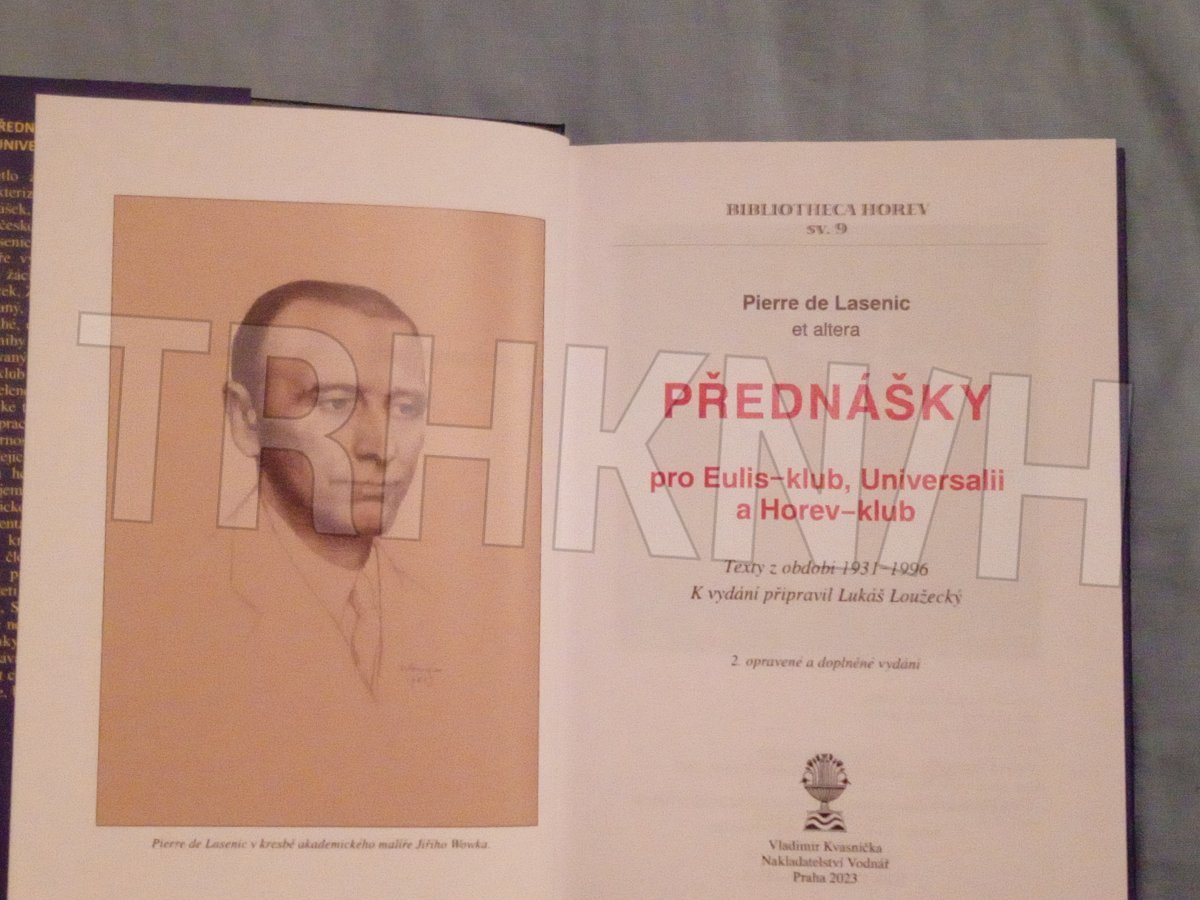 TRHKNIH
Pierre de Lasenic v kresbě akademického malíře Jiřího Wowka.
BIBLIOTHECA HOREV
sv. 9
Pierre de Lasenic
et altera
PŘEDNÁŠKY
pro Eulis–klub, Universalii
a Horev–klub
Texty z období 1931–1996
K vydání připravil Lukáš Loužecký
2. opravené a doplněné vydání
Vladimír Kvasnička
Nakladatelství Vodnář
Praha 2023